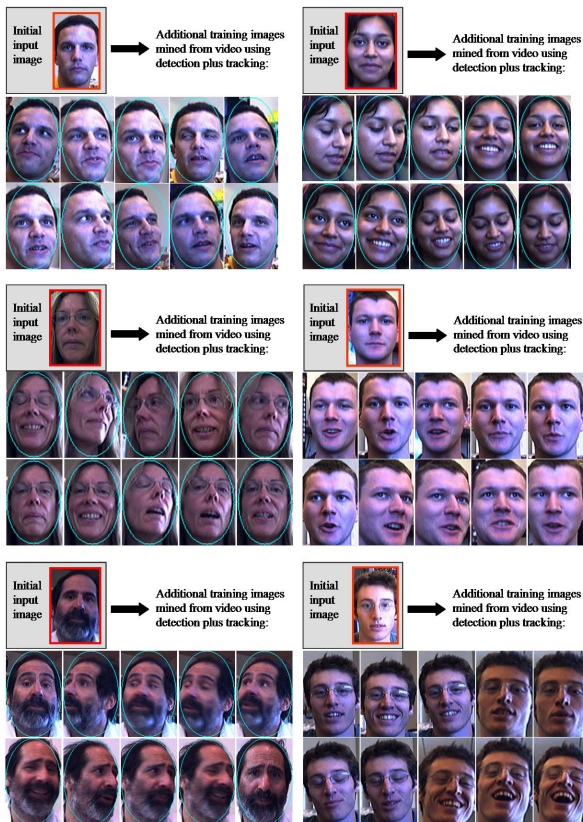 Initial
input
image
Additional training images
mined from video using
detection plus tracking:
Initial
input
image
Additional training images
mined from video using
detection plus tracking:
Initial
input
image
Additional training images
mined from video using
detection plus tracking:
Initial
input
image
Additional training images
mined from video using
detection plus tracking:
Initial
input
image
Additional training images
mined from video using
detection plus tracking:
Initial
input
image
Additional training images
mined from video using
detection plus tracking: